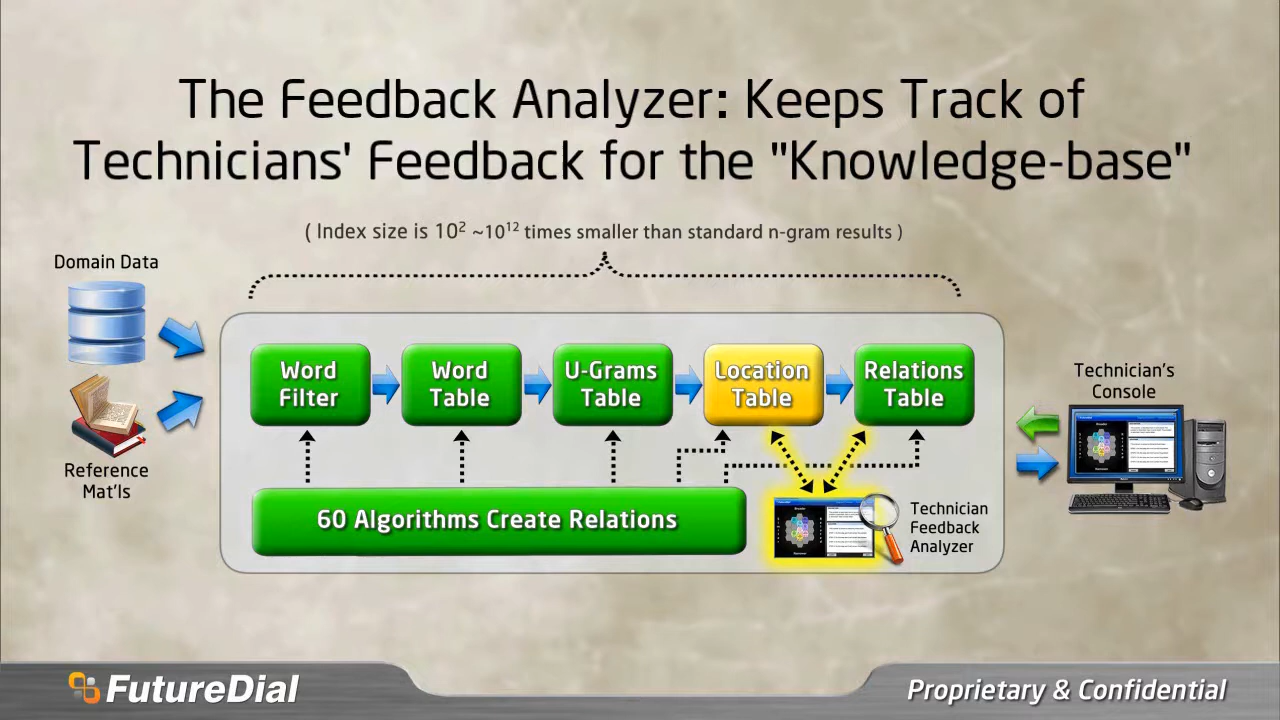 The Feedback Analyzer: Keeps Track of
Technicians' Feedback for the "Knowledge-base"
( Index size is 10² ~10¹² times smaller than standard n-gram results )
Domain Data
Reference
Mat'ls
Word
Filter
Word
Table
U-Grams
Table
Location
Table
Relations
Table
60 Algorithms Create Relations
Technician
Feedback
Analyzer
Technician's
Console
FutureDial
Proprietary & Confidential